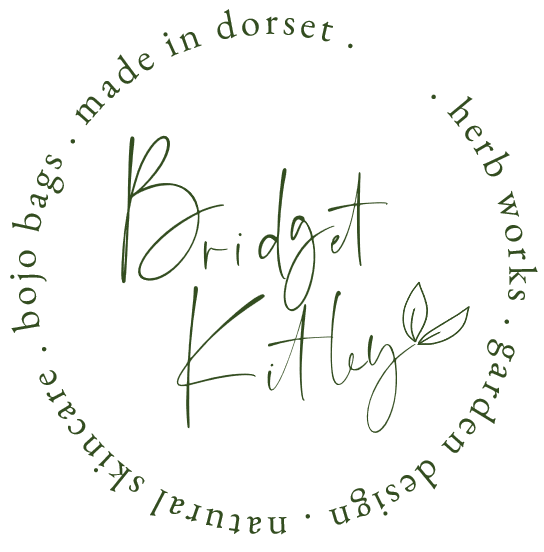 Bridget
Kitley
. herb works . garden design . natural skincare . bojo bags . made in dorset .